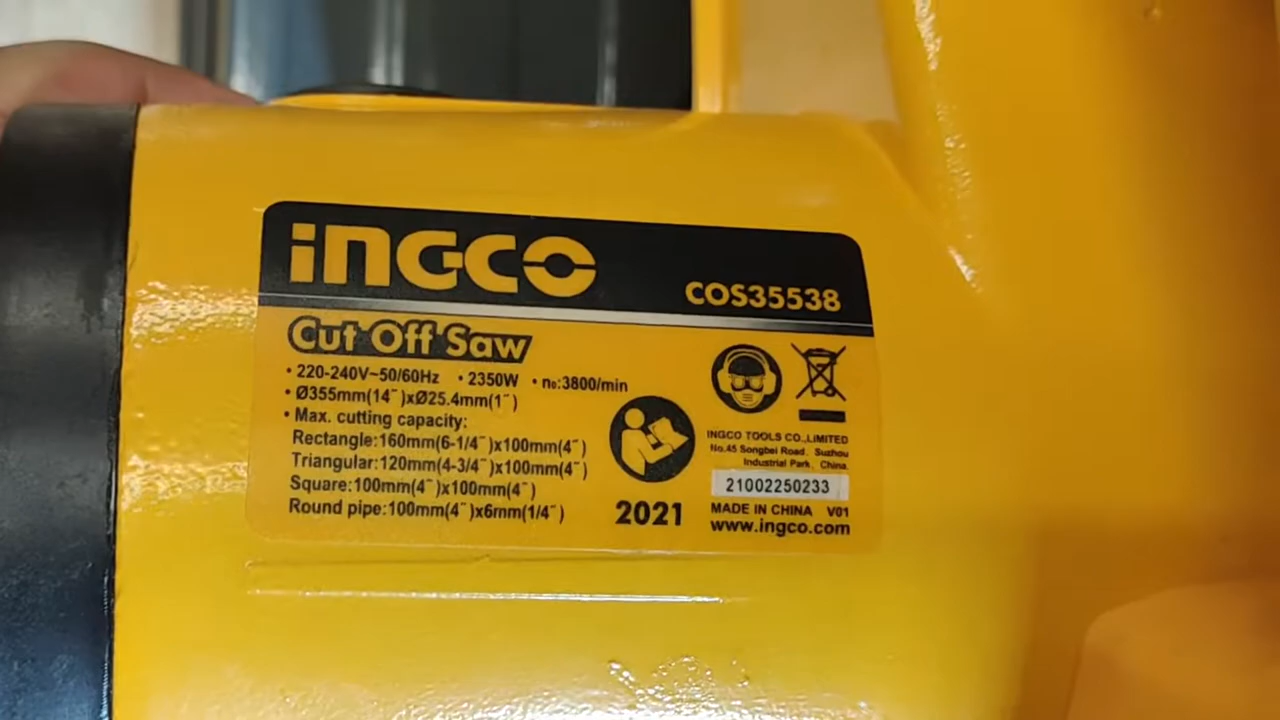 iNGCO
COS35538
Cut Off Saw
• 220-240V~50/60Hz • 2350W • n₀:3800/min
• Ø355mm(14˝)xØ25.4mm(1˝)
• Max. cutting capacity:
Rectangle:160mm(6-1/4˝)x100mm(4˝)
Triangular:120mm(4-3/4˝)x100mm(4˝)
Square:100mm(4˝)x100mm(4˝)
Round pipe:100mm(4˝)x6mm(1/4˝)
2021
INGCO TOOLS CO.,LIMITED
No.45 Songbei Road, Suzhou
Industrial Park, China.
21002250233
MADE IN CHINA V01
www.ingco.com